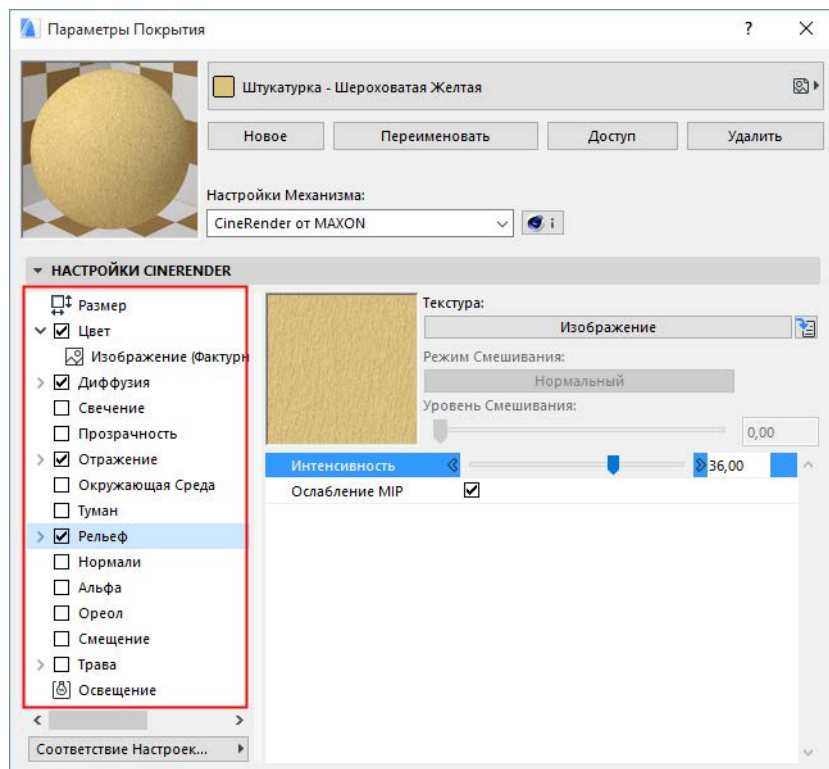 Параметры Покрытия
?
Штукатурка - Шероховатая Желтая
Новое
Переименовать
Доступ
Удалить
Настройки Механизма:
CineRender от MAXON
i
НАСТРОЙКИ CINERENDER
Размер
Цвет
Изображение (Фактурн
Диффузия
Свечение
Прозрачность
Отражение
Окружающая Среда
Туман
Рельеф
Нормали
Альфа
Ореол
Смещение
Трава
Освещение
Соответствие Настроек...
Текстура:
Изображение
Режим Смешивания:
Нормальный
Уровень Смешивания:
0,00
Интенсивность
36,00
Ослабление MIP